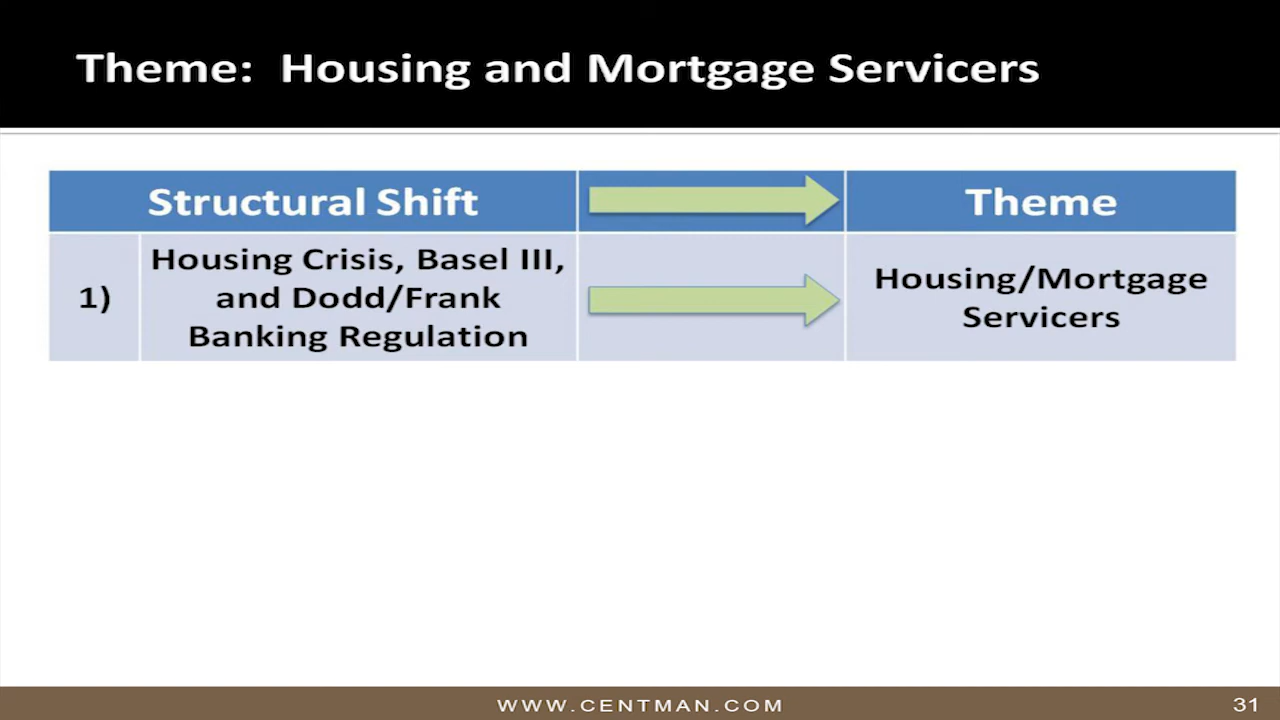 Theme: Housing and Mortgage Servicers
Structural Shift
Theme
1)
Housing Crisis, Basel III,
and Dodd/Frank
Banking Regulation
Housing/Mortgage
Servicers
WWW.CENTMAN.COM
31